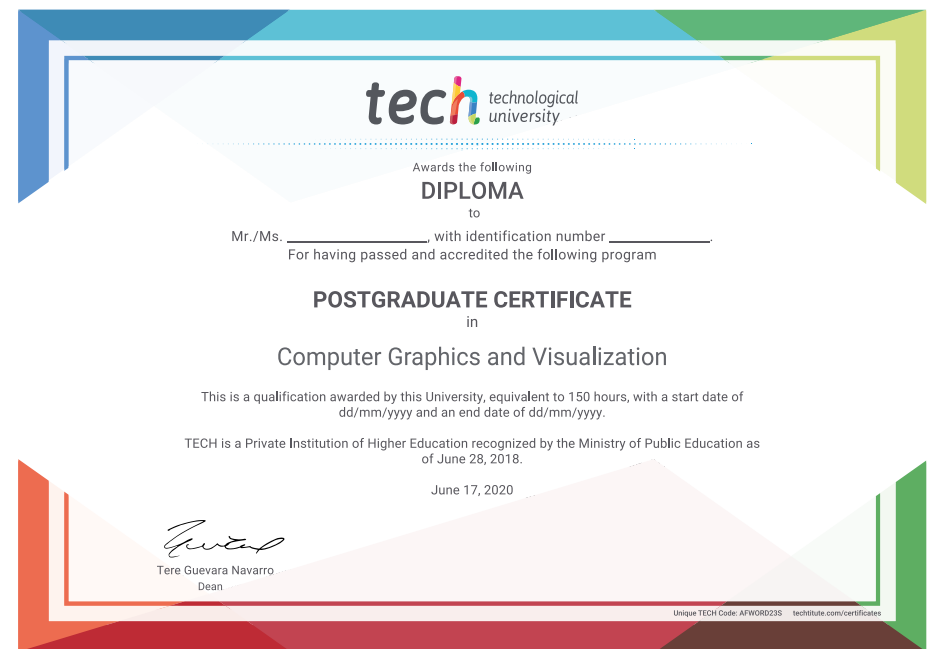 tech technological
university
Awards the following
DIPLOMA
to
Mr./Ms. ____________, with identification number ____________.
For having passed and accredited the following program
POSTGRADUATE CERTIFICATE
in
Computer Graphics and Visualization
This is a qualification awarded by this University, equivalent to 150 hours, with a start date of
dd/mm/yyyy and an end date of dd/mm/yyyy.
TECH is a Private Institution of Higher Education recognized by the Ministry of Public Education as
of June 28, 2018.
June 17, 2020
Tere Guevara Navarro
Dean
Unique TECH Code: AFWORD23S techtitute.com/certificates